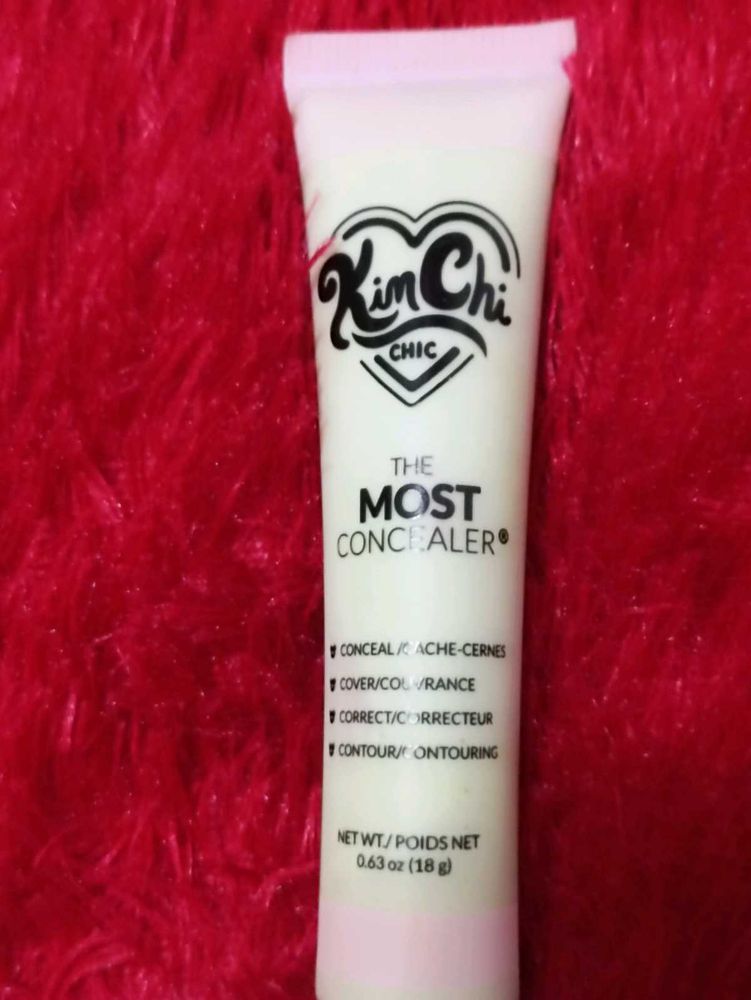 KimChi
CHIC
THE
MOST
CONCEALER®
CONCEAL/CACHE-CERNES
COVER/COUVRANCE
CORRECT/CORRECTEUR
CONTOUR/CONTOURING
NET WT./POIDS NET
0.63 oz (18 g)